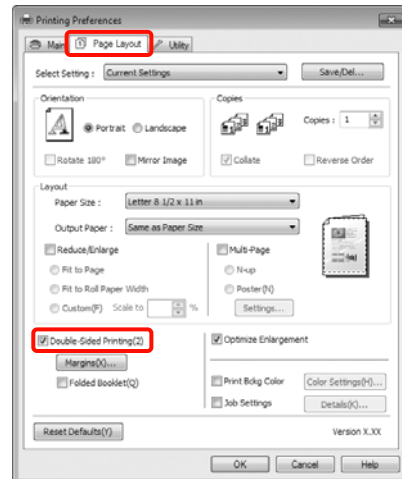 Printing Preferences
Main Page Layout Utility
Select Setting : Current Settings Save/Del...
Orientation Copies
Portrait Landscape Copies : 1
Rotate 180° Mirror Image Collate Reverse Order
Layout
Paper Size : Letter 8 1/2 x 11 in
Output Paper : Same as Paper Size
Reduce/Enlarge Multi-Page
Fit to Page N-up
Fit to Roll Paper Width Poster(N)
Custom(F) Scale to % Settings...
Double-Sided Printing(2) Optimize Enlargement
Margins(X)...
Folded Booklet(Q) Print Bckg Color Color Settings(H)...
Job Settings Details(K)...
Reset Defaults(Y) Version X.XX
OK Cancel Help